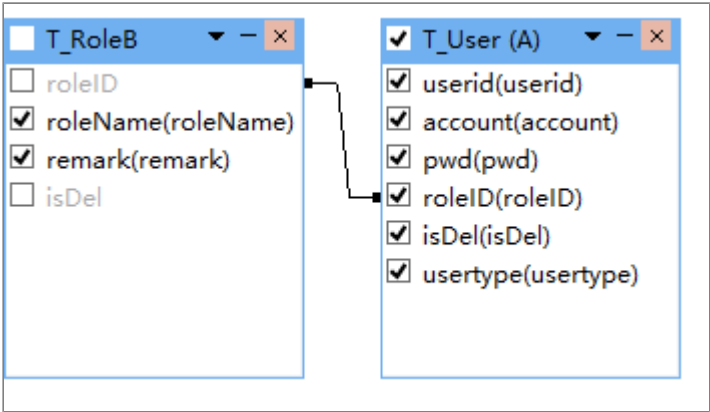 T_RoleB
roleID
roleName(roleName)
remark(remark)
isDel
T_User (A)
userid(userid)
account(account)
pwd(pwd)
roleID(roleID)
isDel(isDel)
usertype(usertype)